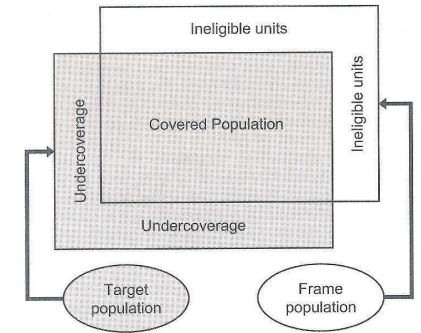 Ineligible units
Ineligible units
Undercoverage
Covered Population
Undercoverage
Target
population
Frame
population